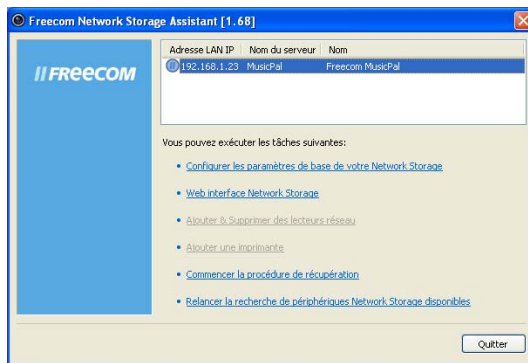 Freecom Network Storage Assistant [1.68]
FREECOM
Adresse LAN IP Nom du serveur Nom
192.168.1.23 MusicPal Freecom MusicPal
Vous pouvez exécuter les tâches suivantes:
• Configurer les paramètres de base de votre Network Storage
• Web interface Network Storage
• Ajouter & Supprimer des lecteurs réseau
• Ajouter une imprimante
• Commencer la procédure de récupération
• Relancer la recherche de périphériques Network Storage disponibles
Quitter